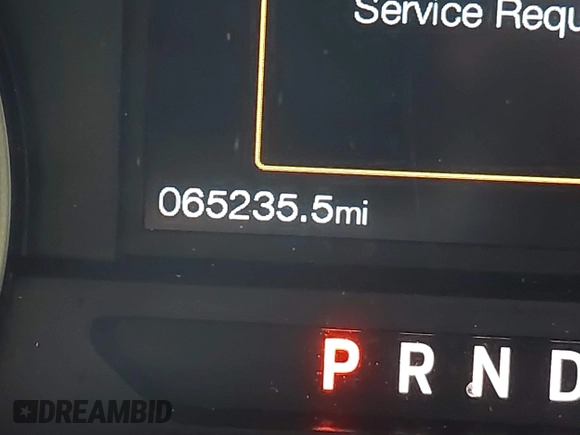 Service Requ
065235.5mi
P R N D
DREAMBID